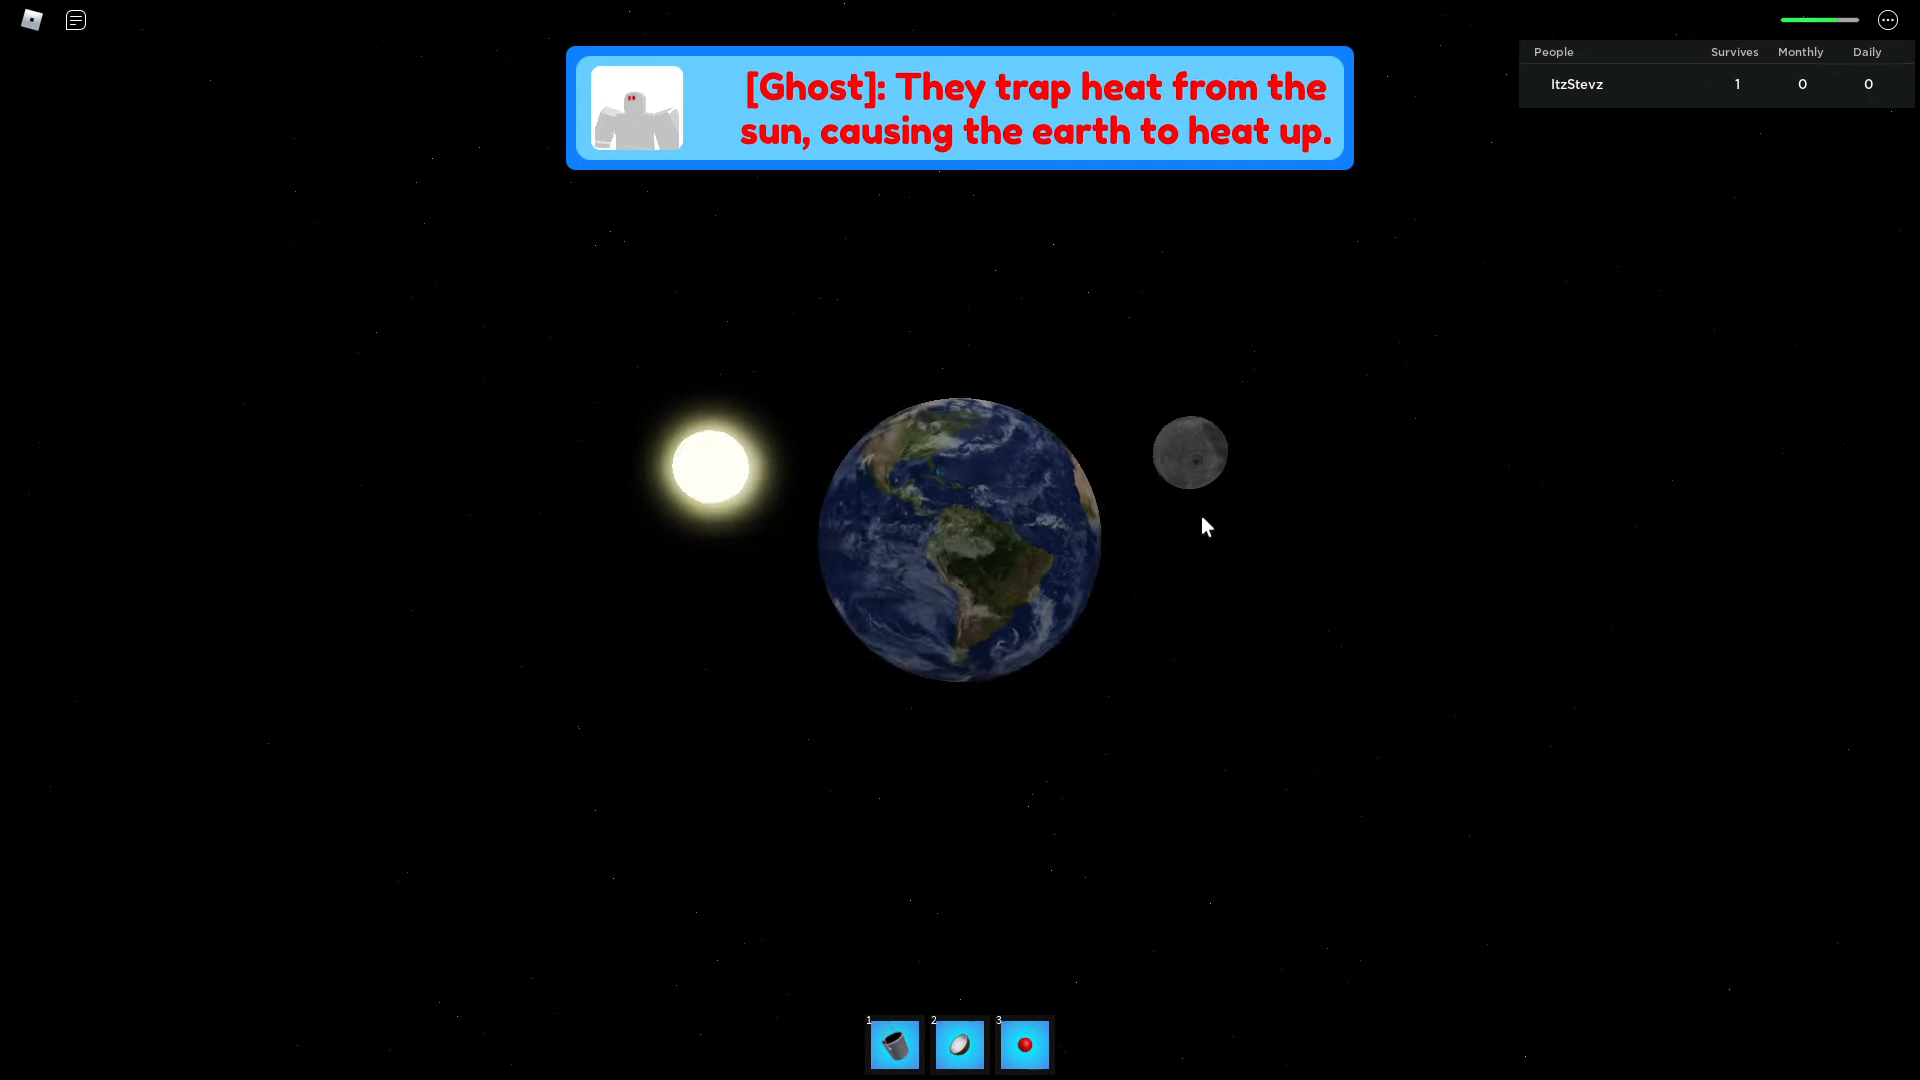 [Ghost]: They trap heat from the
sun, causing the earth to heat up.
People Survives Monthly Daily
ItzStevz 1 0 0
1 2 3